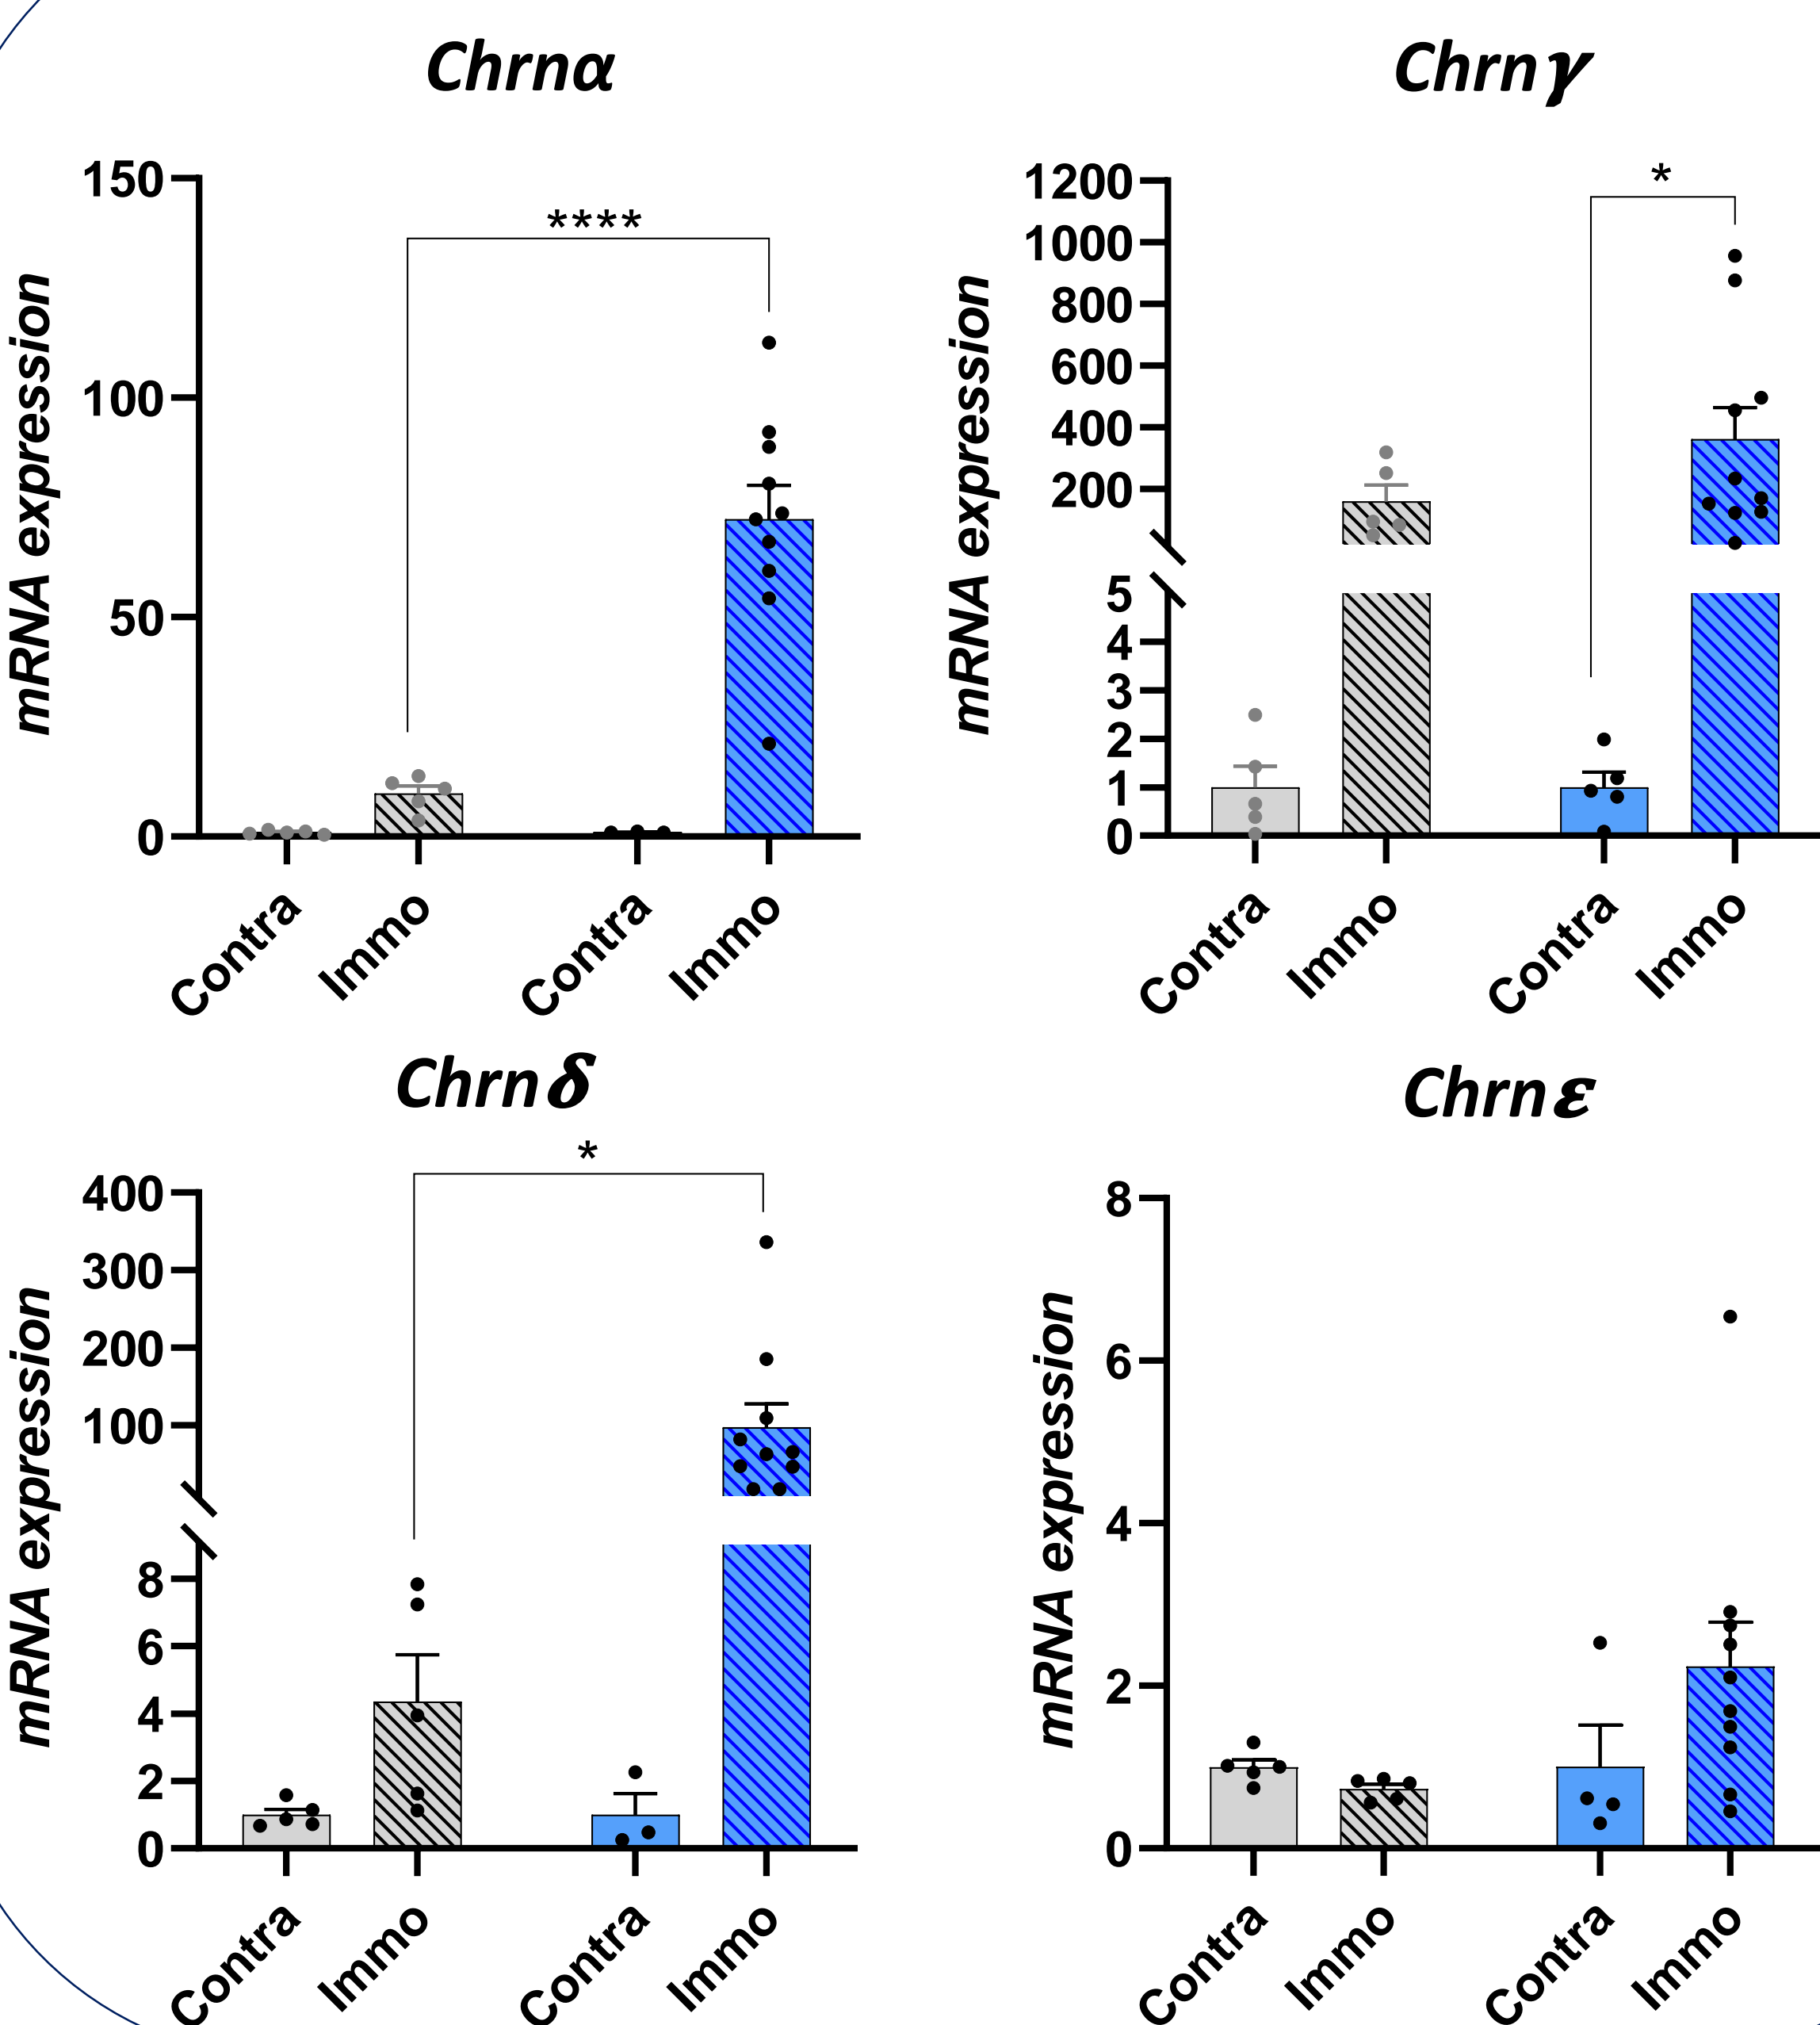 Chrnα
mRNA expression
150
100
50
0
****
Contra
Immo
Contra
Immo
Chrnγ
mRNA expression
1200
1000
800
600
400
200
5
4
3
2
1
0
*
Contra
Immo
Contra
Immo
Chrnδ
mRNA expression
400
300
200
100
8
6
4
2
0
*
Contra
Immo
Contra
Immo
Chrnε
mRNA expression
8
6
4
2
0
Contra
Immo
Contra
Immo